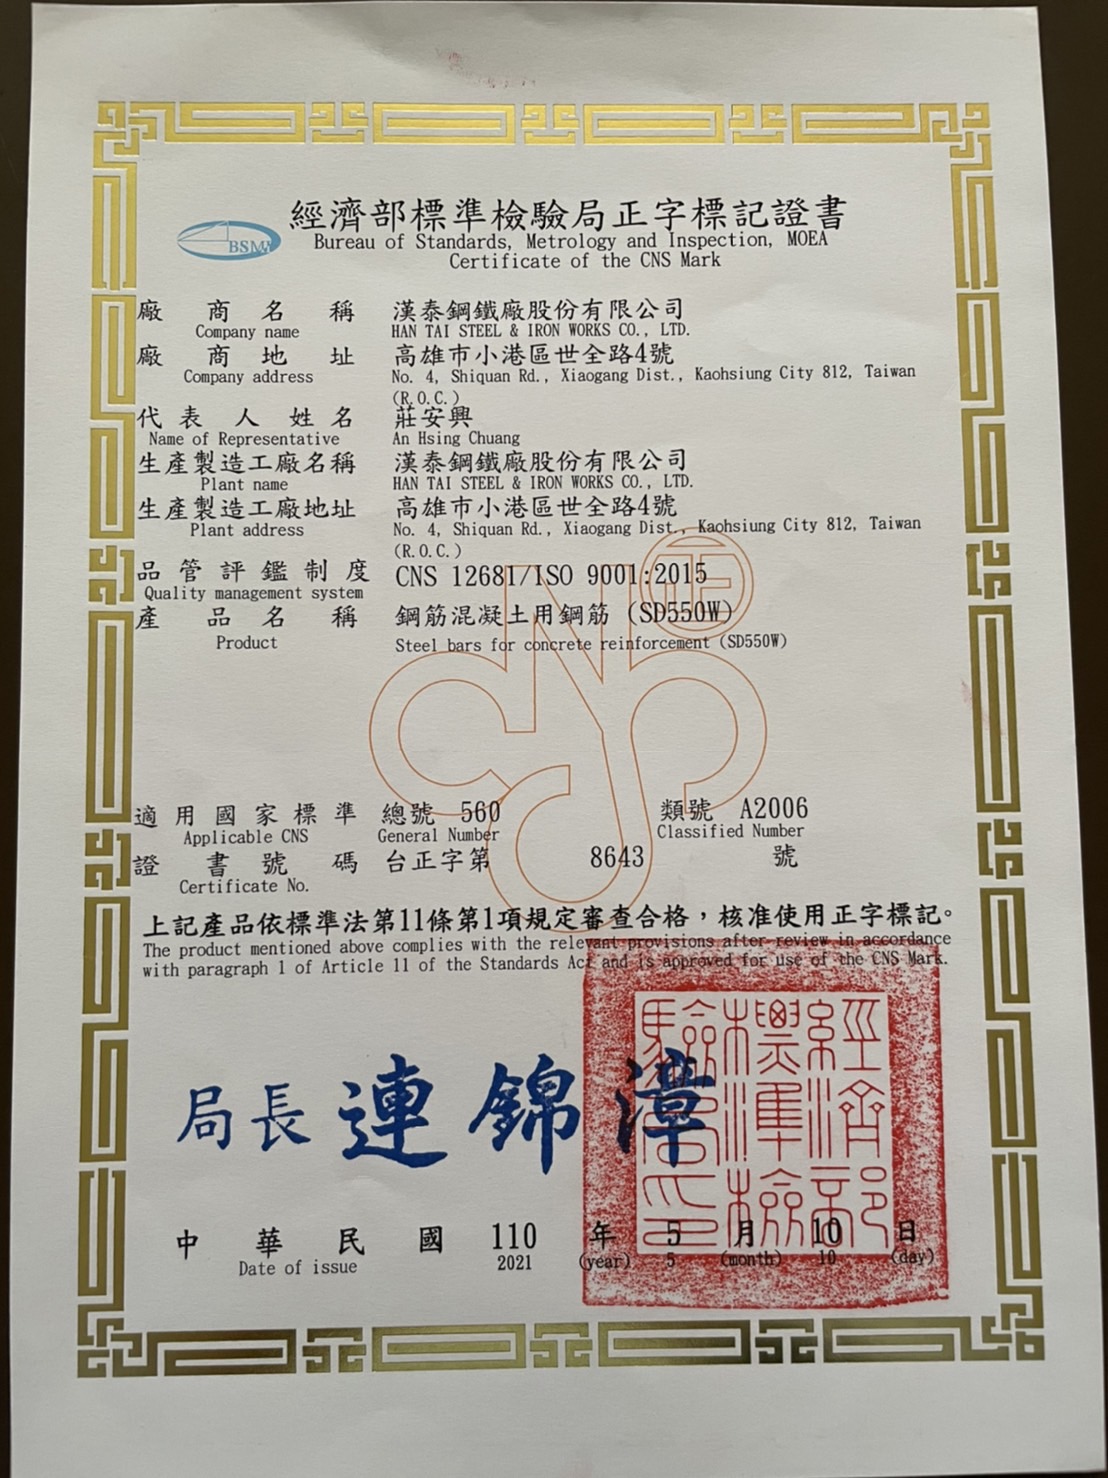 BSMI
經濟部標準檢驗局正字標記證書
Bureau of Standards, Metrology and Inspection, MOEA
Certificate of the CNS Mark
廠商名稱 漢泰鋼鐵廠股份有限公司
Company name HAN TAI STEEL & IRON WORKS CO., LTD.
廠商地址 高雄市小港區世全路4號
Company address No. 4, Shiquan Rd., Xiaogang Dist., Kaohsiung City 812, Taiwan
(R.O.C.)
代表人姓名 莊安興
Name of Representative An Hsing Chuang
生產製造工廠名稱 漢泰鋼鐵廠股份有限公司
Plant name HAN TAI STEEL & IRON WORKS CO., LTD.
生產製造工廠地址 高雄市小港區世全路4號
Plant address No. 4, Shiquan Rd., Xiaogang Dist., Kaohsiung City 812, Taiwan
(R.O.C.)
正
品管評鑑制度 CNS 12681/ISO 9001:2015
Quality management system
產品名稱 鋼筋混凝土用鋼筋 (SD550W)
Product Steel bars for concrete reinforcement (SD550W)
適用國家標準 總號 560 類號 A2006
Applicable CNS General Number Classified Number
證書號碼 台正字第 8643 號
Certificate No.
上記產品依標準法第11條第1項規定審查合格，核准使用正字標記。
The product mentioned above complies with the relevant provisions after review in accordance
with paragraph 1 of Article 11 of the Standards Act and is approved for use of the CNS Mark.
經濟部標準檢驗局印
局長 連錦漳
中華民國 110 年 5 月 10 日
Date of issue 2021 (year) 5 (month) 10 (day)